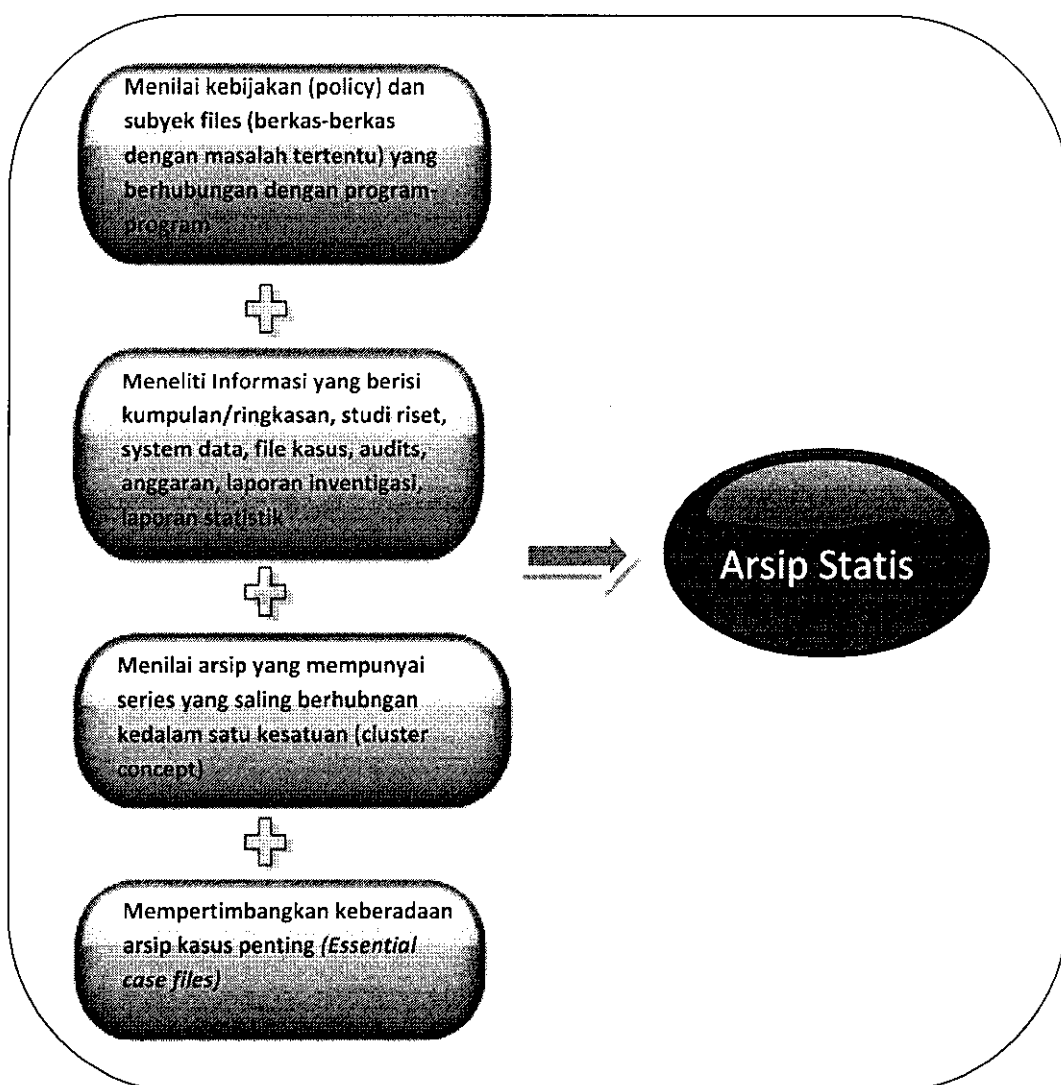 Menilai kebijakan (policy) dan
subyek files (berkas-berkas
dengan masalah tertentu) yang
berhubungan dengan program-
program
Meneliti Informasi yang berisi
kumpulan/ringkasan, studi riset,
system data, file kasus, audits,
anggaran, laporan inventigasi,
laporan statistik
Menilai arsip yang mempunyai
series yang saling berhubngan
kedalam satu kesatuan (cluster
concept)
Mempertimbangkan keberadaan
arsip kasus penting (Essential
case files)
Arsip Statis